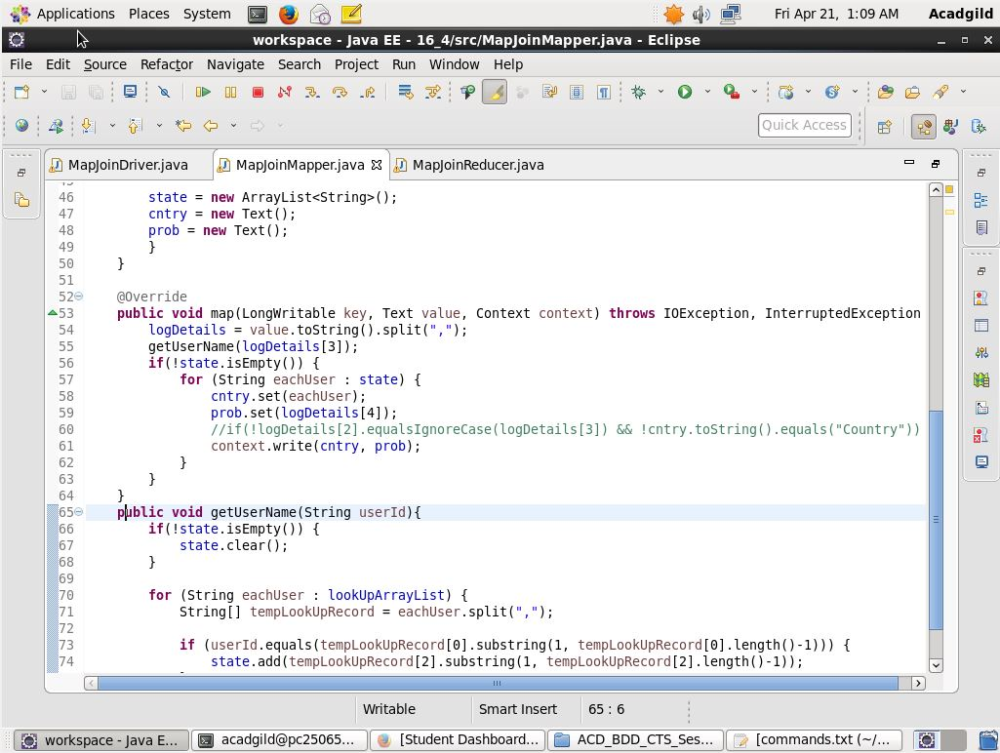 Applications Places System Fri Apr 21, 1:09 AM Acadgild
workspace - Java EE - 16_4/src/MapJoinMapper.java - Eclipse
File Edit Source Refactor Navigate Search Project Run Window Help
Quick Access
MapJoinDriver.java MapJoinMapper.java MapJoinReducer.java
46 state = new ArrayList<String>();
47 cntry = new Text();
48 prob = new Text();
49 }
50 }
51
52 @Override
53 public void map(LongWritable key, Text value, Context context) throws IOException, InterruptedException
54 logDetails = value.toString().split(",");
55 getUserName(logDetails[3]);
56 if(!state.isEmpty()) {
57 for (String eachUser : state) {
58 cntry.set(eachUser);
59 prob.set(logDetails[4]);
60 //if(!logDetails[2].equalsIgnoreCase(logDetails[3]) && !cntry.toString().equals("Country"))
61 context.write(cntry, prob);
62 }
63 }
64 }
65 public void getUserName(String userId){
66 if(!state.isEmpty()) {
67 state.clear();
68 }
69
70 for (String eachUser : lookUpArrayList) {
71 String[] tempLookUpRecord = eachUser.split(",");
72
73 if (userId.equals(tempLookUpRecord[0].substring(1, tempLookUpRecord[0].length()-1))) {
74 state.add(tempLookUpRecord[2].substring(1, tempLookUpRecord[2].length()-1));
Writable Smart Insert 65 : 6
workspace - Java E... acadgild@pc25065... [Student Dashboard... ACD_BDD_CTS_Ses... [commands.txt (~/...